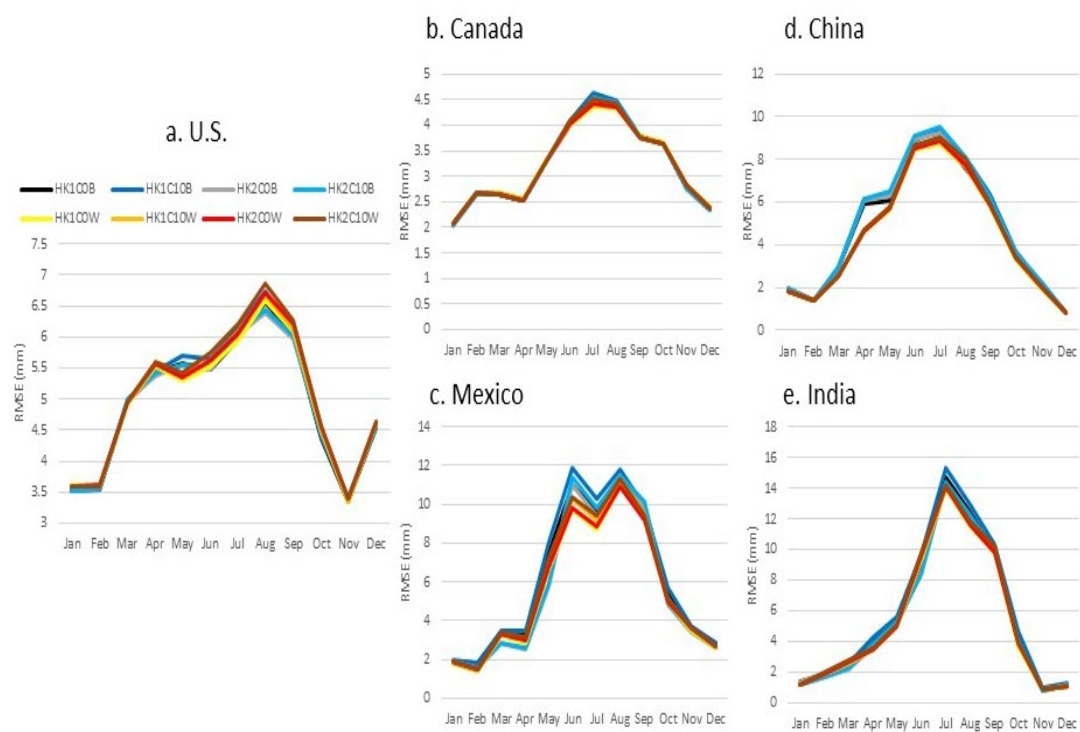 a. U.S.
HK1C0B HK1C10B HK2C0B HK2C10B
HK1C0W HK1C10W HK2C0W HK2C10W
7.5
7
6.5
6
5.5
5
4.5
4
3.5
3
RMSE (mm)
Jan Feb Mar Apr May Jun Jul Aug Sep Oct Nov Dec
b. Canada
5
4.5
4
3.5
3
2.5
2
1.5
1
0.5
0
RMSE (mm)
Jan Feb Mar Apr May Jun Jul Aug Sep Oct Nov Dec
c. Mexico
14
12
10
8
6
4
2
0
RMSE (mm)
Jan Feb Mar Apr May Jun Jul Aug Sep Oct Nov Dec
d. China
12
10
8
6
4
2
0
RMSE (mm)
Jan Feb Mar Apr May Jun Jul Aug Sep Oct Nov Dec
e. India
18
16
14
12
10
8
6
4
2
0
RMSE (mm)
Jan Feb Mar Apr May Jun Jul Aug Sep Oct Nov Dec